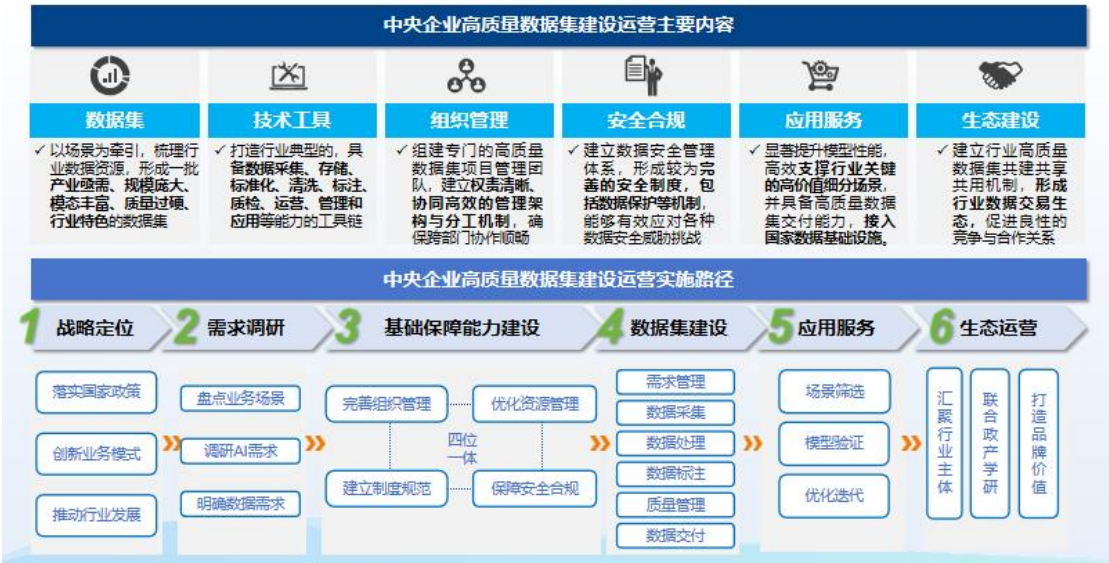 中央企业高质量数据集建设运营主要内容
数据集
✓ 以场景为牵引，梳理行
业数据资源，形成一批
产业亟需、规模庞大、
模态丰富、质量过硬、
行业特色的数据集
技术工具
✓ 打造行业典型的，具
备数据采集、存储、
标准化、清洗、标注、
质检、运营、管理和
应用等能力的工具链
组织管理
✓ 组建专门的高质量
数据集项目管理团
队，建立权责清晰、
协同高效的管理架
构与分工机制，确
保跨部门协作顺畅
安全合规
✓ 建立数据安全管理
体系，形成较为完
善的安全制度，包
括数据保护等机制，
能够有效应对各种
数据安全威胁挑战
应用服务
✓ 显著提升模型性能，
高效支撑行业关键
的高价值细分场景，
并具备高质量数据
集交付能力，接入
国家数据基础设施。
生态建设
✓ 建立行业高质量
数据集共建共享
共用机制，形成
行业数据交易生
态，促进良性的
竞争与合作关系
中央企业高质量数据集建设运营实施路径
1 战略定位
落实国家政策
创新业务模式
推动行业发展
2 需求调研
盘点业务场景
调研AI需求
明确数据需求
3 基础保障能力建设
完善组织管理
优化资源管理
四位
一体
建立制度规范
保障安全合规
4 数据集建设
需求管理
数据采集
数据处理
数据标注
质量管理
数据交付
5 应用服务
场景筛选
模型验证
优化迭代
6 生态运营
汇聚行业主体
联合政产学研
打造品牌价值